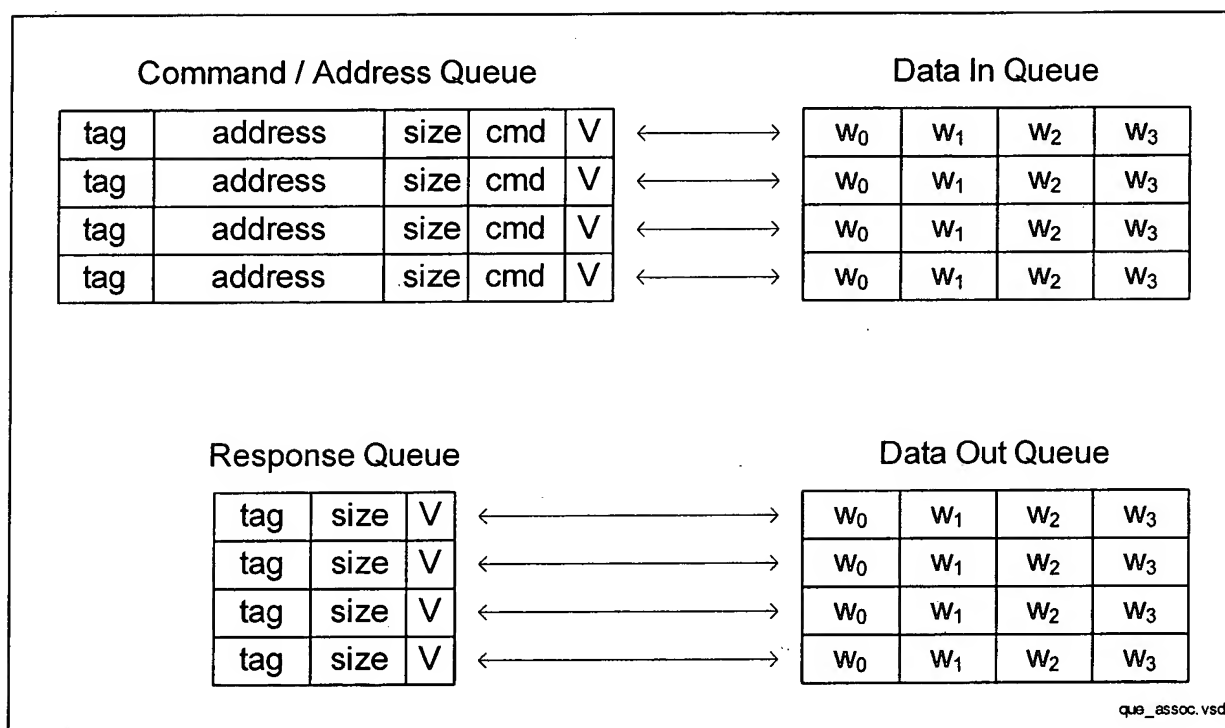 Command / Address Queue
Data In Queue
tag address size cmd V w₀ w₁ w₂ w₃
tag address size cmd V w₀ w₁ w₂ w₃
tag address size cmd V w₀ w₁ w₂ w₃
tag address size cmd V w₀ w₁ w₂ w₃
Response Queue
Data Out Queue
tag size V w₀ w₁ w₂ w₃
tag size V w₀ w₁ w₂ w₃
tag size V w₀ w₁ w₂ w₃
tag size V w₀ w₁ w₂ w₃
que_assoc.vsd